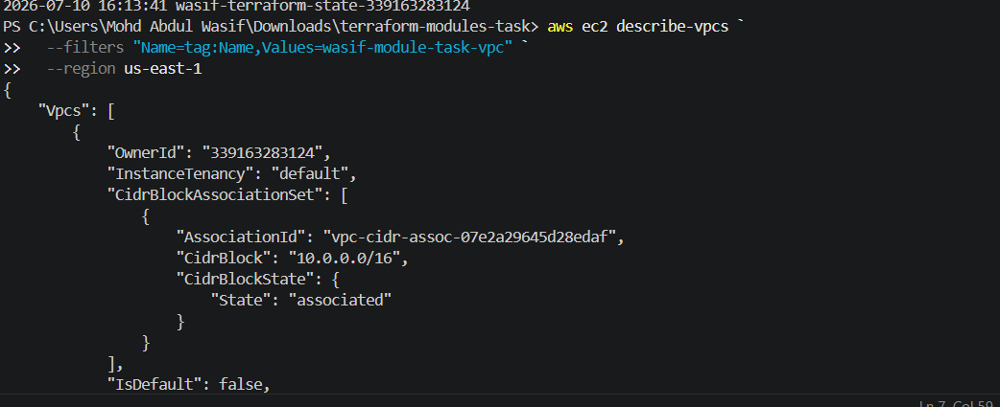 2026-07-10 16:13:41 wasif-terraform-state-339163283124
PS C:\Users\Mohd Abdul Wasif\Downloads\terraform-modules-task> aws ec2 describe-vpcs `
>>   --filters "Name=tag:Name,Values=wasif-module-task-vpc" `
>>   --region us-east-1
{
    "Vpcs": [
        {
            "OwnerId": "339163283124",
            "InstanceTenancy": "default",
            "CidrBlockAssociationSet": [
                {
                    "AssociationId": "vpc-cidr-assoc-07e2a29645d28edaf",
                    "CidrBlock": "10.0.0.0/16",
                    "CidrBlockState": {
                        "State": "associated"
                    }
                }
            ],
            "IsDefault": false,
Ln 7, Col 59